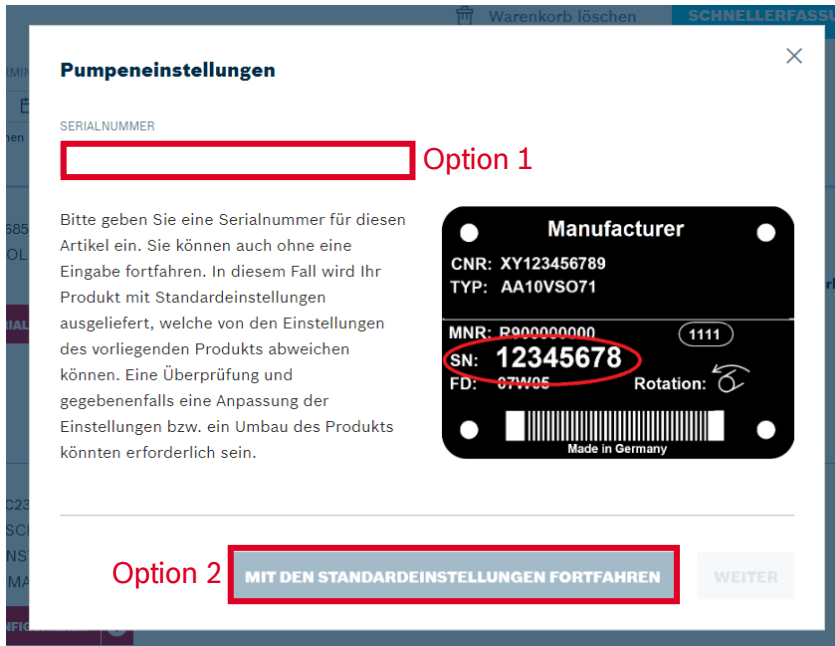 Warenkorb löschen
SCHNELLERFASSU
Pumpeneinstellungen
SERIALNUMMER
Option 1
Bitte geben Sie eine Serialnummer für diesen
Artikel ein. Sie können auch ohne eine
Eingabe fortfahren. In diesem Fall wird Ihr
Produkt mit Standardeinstellungen
ausgeliefert, welche von den Einstellungen
des vorliegenden Produkts abweichen
können. Eine Überprüfung und
gegebenenfalls eine Anpassung der
Einstellungen bzw. ein Umbau des Produkts
könnten erforderlich sein.
Manufacturer
CNR: XY123456789
TYP: AA10VSO71
MNR: R900000000
1111
SN: 12345678
FD: 07W05
Rotation:
Made in Germany
Option 2
MIT DEN STANDARDEINSTELLUNGEN FORTFAHREN
WEITER